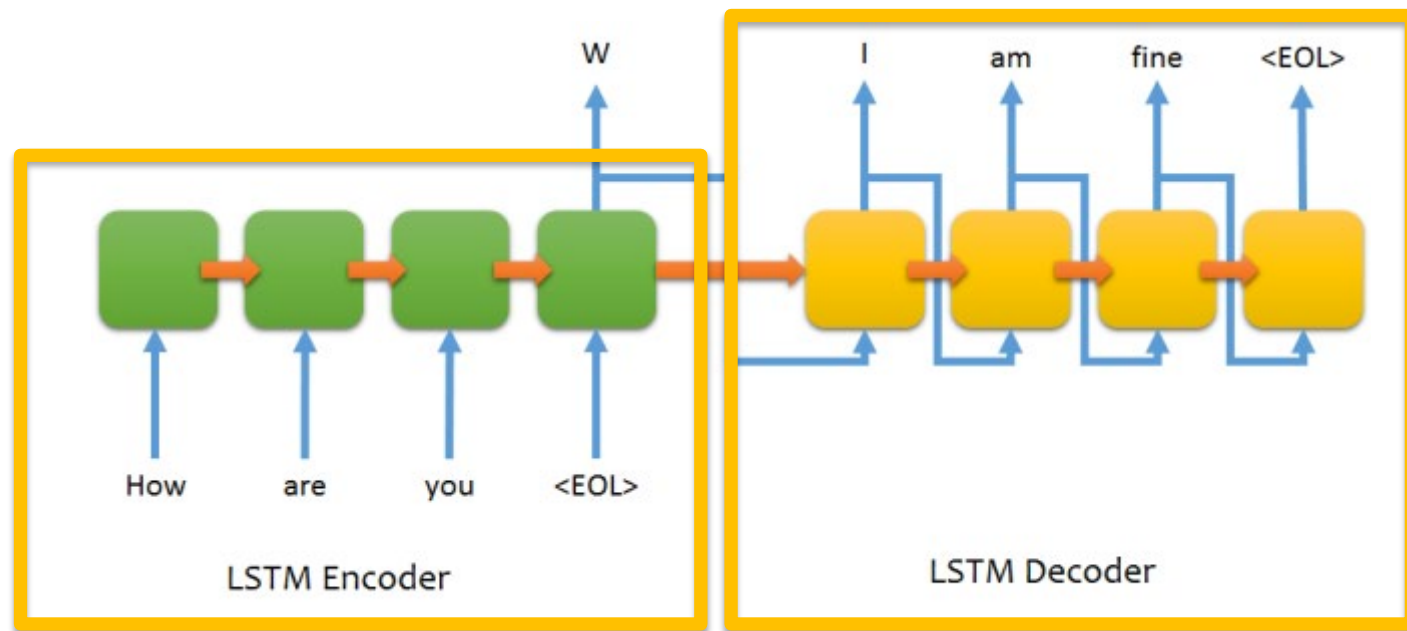 W
I am fine <EOL>
How are you <EOL>
LSTM Encoder
LSTM Decoder